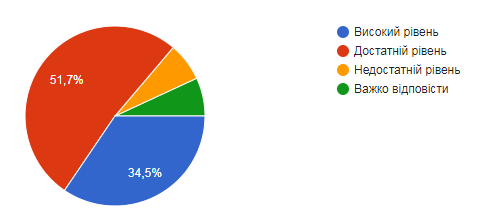 Високий рівень
Достатній рівень
Недостатній рівень
Важко відповісти
51,7%
34,5%